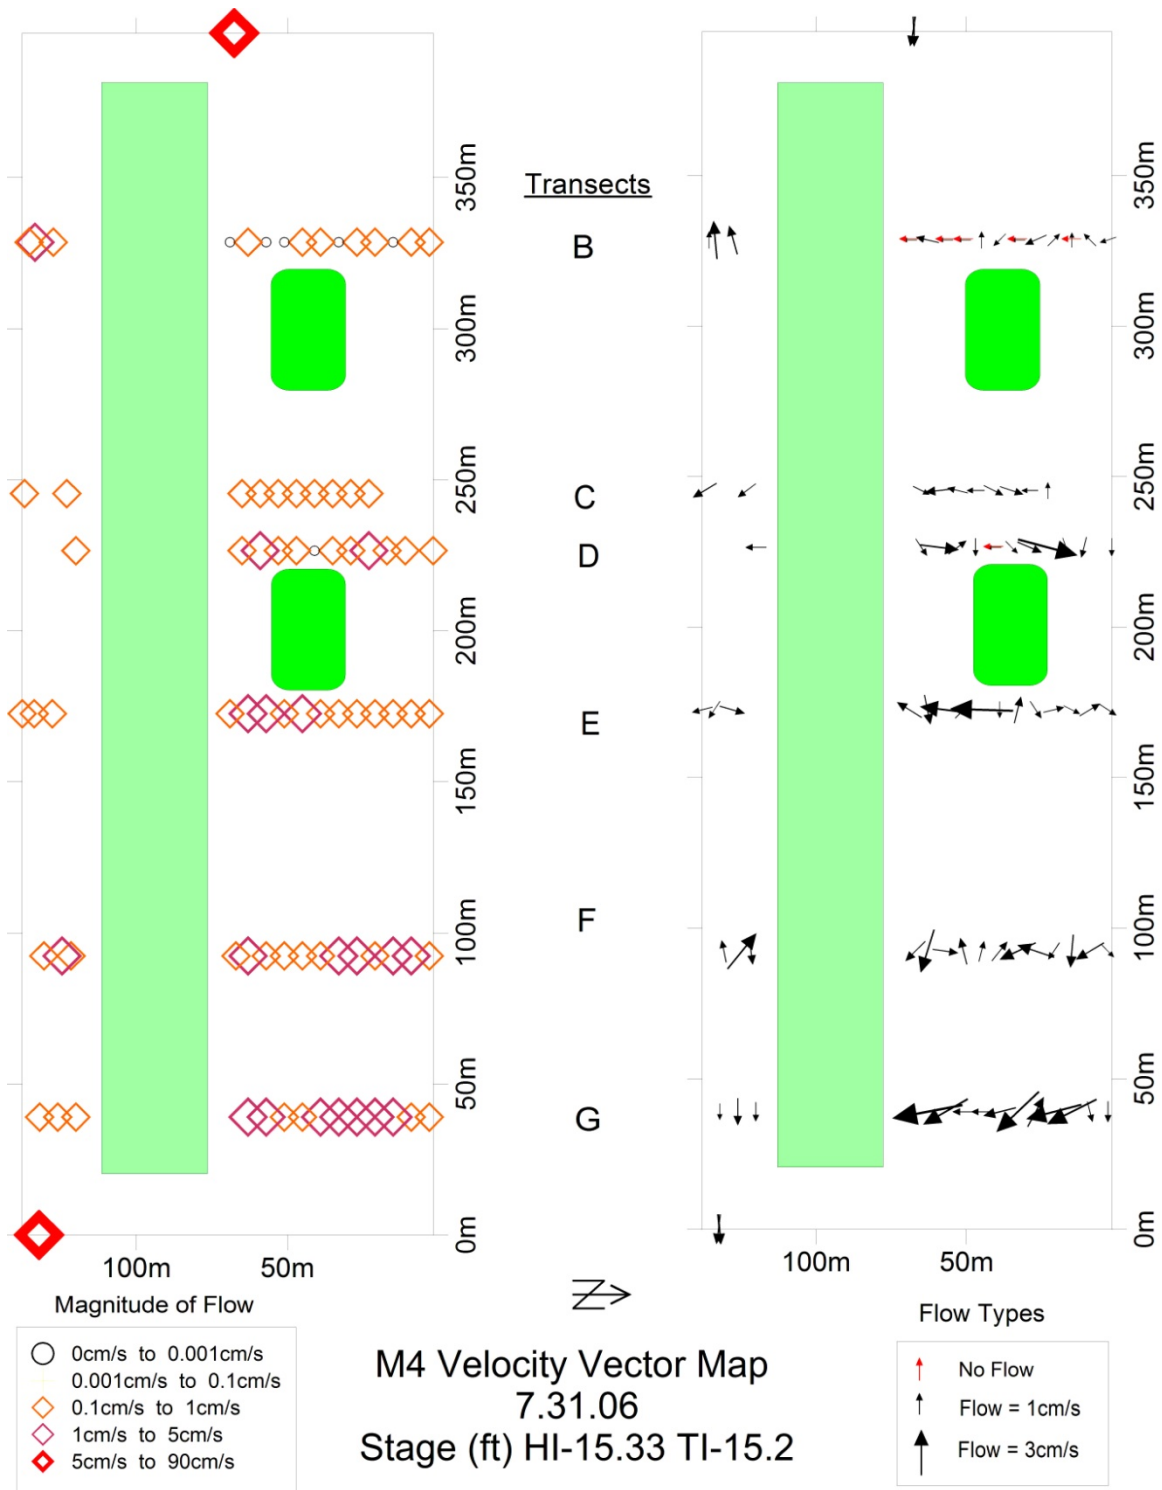 350m
300m
250m
200m
150m
100m
50m
0m
100m 50m
Transects
B
C
D
E
F
G
350m
300m
250m
200m
150m
100m
50m
0m
100m 50m
Magnitude of Flow
0cm/s to 0.001cm/s
0.001cm/s to 0.1cm/s
0.1cm/s to 1cm/s
1cm/s to 5cm/s
5cm/s to 90cm/s
N
M4 Velocity Vector Map
7.31.06
Stage (ft) HI-15.33 TI-15.2
Flow Types
No Flow
Flow = 1cm/s
Flow = 3cm/s